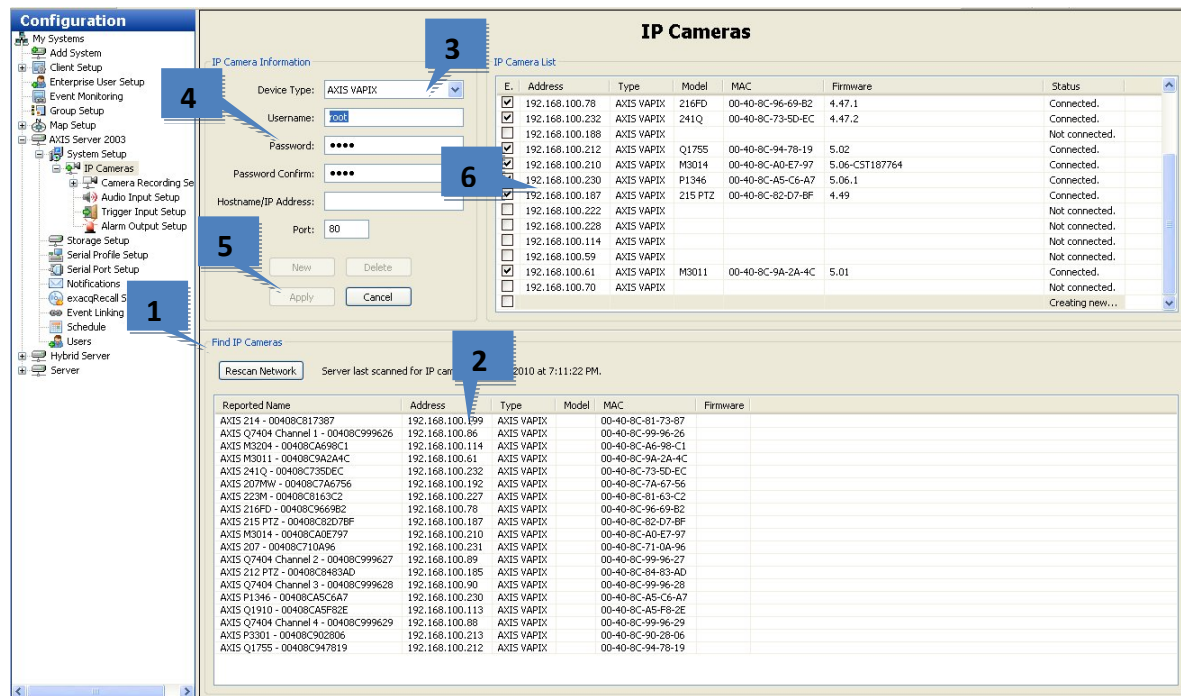 Configuration
My Systems
Add System
Client Setup
Enterprise User Setup
Event Monitoring
Group Setup
Map Setup
AXIS Server 2003
System Setup
IP Cameras
Camera Recording Se
Audio Input Setup
Trigger Input Setup
Alarm Output Setup
Storage Setup
Serial Profile Setup
Serial Port Setup
Notifications
exacqRecall S
Event Linking
Schedule
Users
Hybrid Server
Server
IP Cameras
IP Camera Information
3
4
Device Type: AXIS VAPIX
Username: root
Password: ••••
Password Confirm: ••••
Hostname/IP Address:
Port: 80
5
New Delete
Apply Cancel
IP Camera List
6
E. Address Type Model MAC Firmware Status
192.168.100.78 AXIS VAPIX 216FD 00-40-8C-96-69-B2 4.47.1 Connected.
192.168.100.232 AXIS VAPIX 241Q 00-40-8C-73-5D-EC 4.47.2 Connected.
192.168.100.188 AXIS VAPIX Not connected.
192.168.100.212 AXIS VAPIX Q1755 00-40-8C-94-78-19 5.02 Connected.
192.168.100.210 AXIS VAPIX M3014 00-40-8C-A0-E7-97 5.06-CST187764 Connected.
192.168.100.230 AXIS VAPIX P1346 00-40-8C-A5-C6-A7 5.06.1 Connected.
192.168.100.187 AXIS VAPIX 215 PTZ 00-40-8C-82-D7-BF 4.49 Connected.
192.168.100.222 AXIS VAPIX Not connected.
192.168.100.228 AXIS VAPIX Not connected.
192.168.100.114 AXIS VAPIX Not connected.
192.168.100.59 AXIS VAPIX Not connected.
192.168.100.61 AXIS VAPIX M3011 00-40-8C-9A-2A-4C 5.01 Connected.
192.168.100.70 AXIS VAPIX Not connected.
Creating new...
1
Find IP Cameras
2
Rescan Network Server last scanned for IP cam 2010 at 7:11:22 PM.
Reported Name Address Type Model MAC Firmware
AXIS 214 - 00408C817387 192.168.100.199 AXIS VAPIX 00-40-8C-81-73-87
AXIS Q7404 Channel 1 - 00408C999626 192.168.100.86 AXIS VAPIX 00-40-8C-99-96-26
AXIS M3204 - 00408CA698C1 192.168.100.114 AXIS VAPIX 00-40-8C-A6-98-C1
AXIS M3011 - 00408C9A2A4C 192.168.100.61 AXIS VAPIX 00-40-8C-9A-2A-4C
AXIS 241Q - 00408C735DEC 192.168.100.232 AXIS VAPIX 00-40-8C-73-5D-EC
AXIS 207MW - 00408C7A6756 192.168.100.192 AXIS VAPIX 00-40-8C-7A-67-56
AXIS 223M - 00408C8163C2 192.168.100.227 AXIS VAPIX 00-40-8C-81-63-C2
AXIS 216FD - 00408C9669B2 192.168.100.78 AXIS VAPIX 00-40-8C-96-69-B2
AXIS 215 PTZ - 00408C82D7BF 192.168.100.187 AXIS VAPIX 00-40-8C-82-D7-BF
AXIS M3014 - 00408CA0E797 192.168.100.210 AXIS VAPIX 00-40-8C-A0-E7-97
AXIS 207 - 00408C710A96 192.168.100.231 AXIS VAPIX 00-40-8C-71-0A-96
AXIS Q7404 Channel 2 - 00408C999627 192.168.100.89 AXIS VAPIX 00-40-8C-99-96-27
AXIS 212 PTZ - 00408C8483AD 192.168.100.185 AXIS VAPIX 00-40-8C-84-83-AD
AXIS Q7404 Channel 3 - 00408C999628 192.168.100.90 AXIS VAPIX 00-40-8C-99-96-28
AXIS P1346 - 00408CA5C6A7 192.168.100.230 AXIS VAPIX 00-40-8C-A5-C6-A7
AXIS Q1910 - 00408CA5F82E 192.168.100.113 AXIS VAPIX 00-40-8C-A5-F8-2E
AXIS Q7404 Channel 4 - 00408C999629 192.168.100.88 AXIS VAPIX 00-40-8C-99-96-29
AXIS P3301 - 00408C902806 192.168.100.213 AXIS VAPIX 00-40-8C-90-28-06
AXIS Q1755 - 00408C947819 192.168.100.212 AXIS VAPIX 00-40-8C-94-78-19